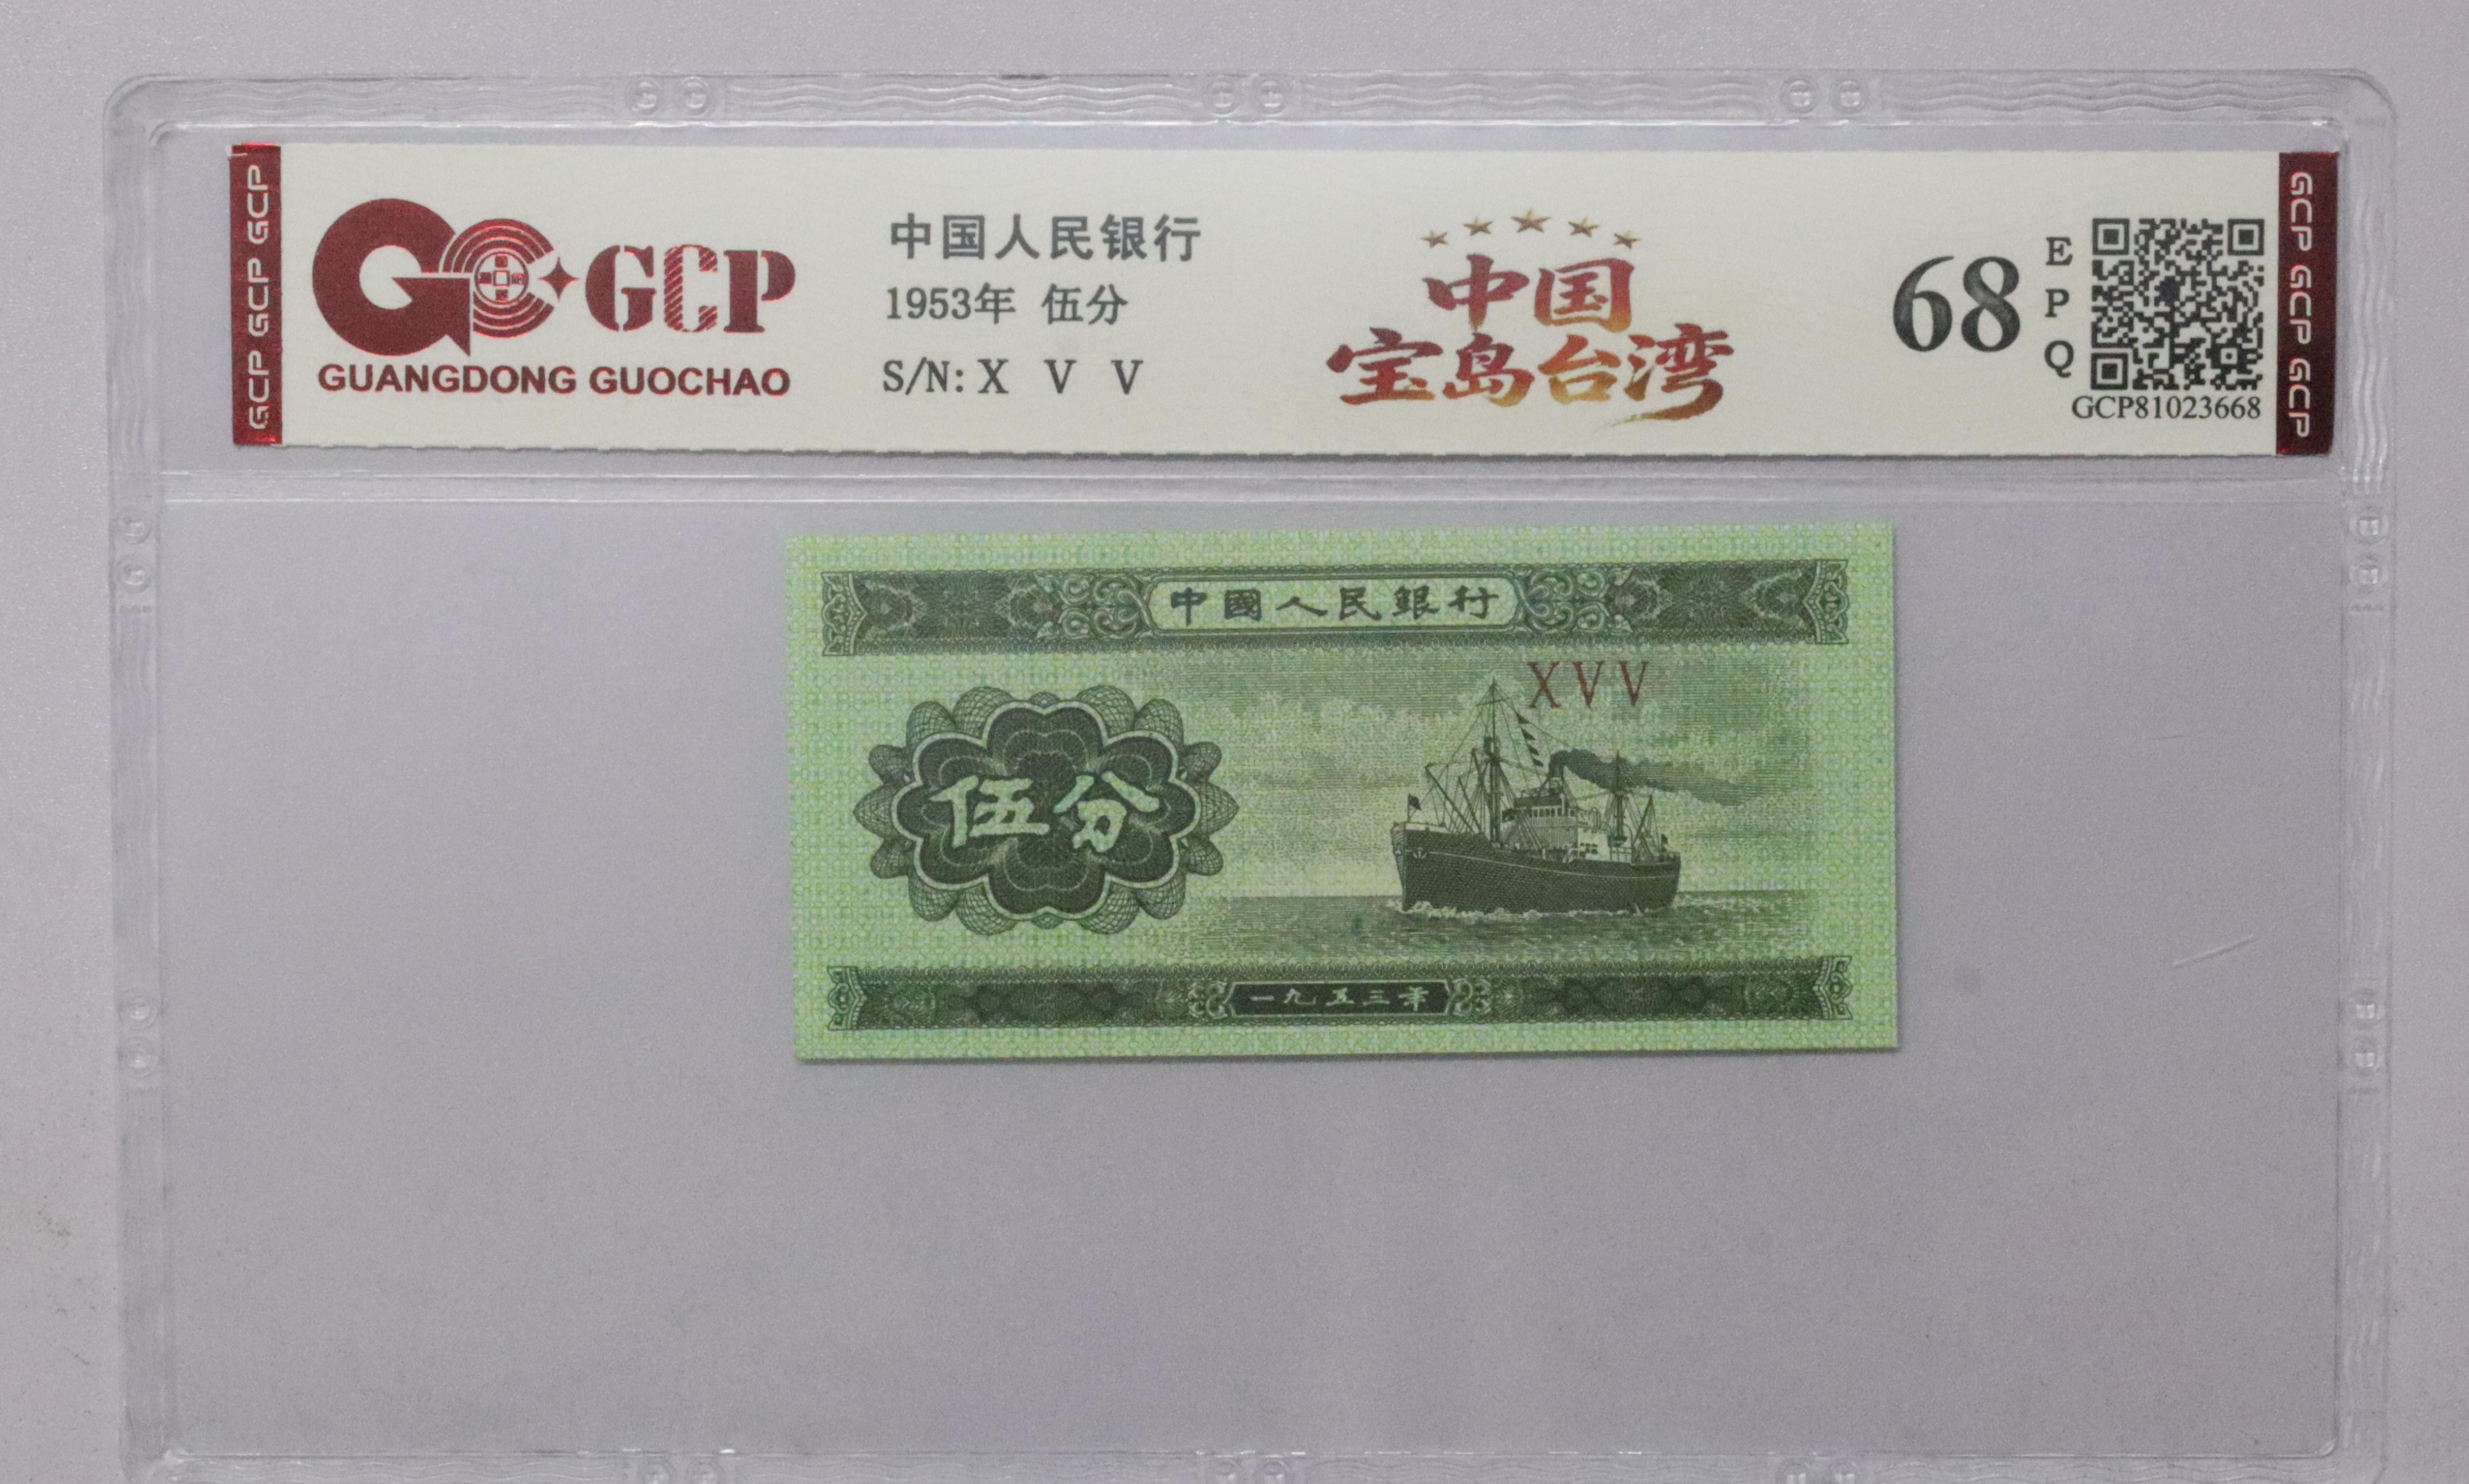 GCP GCP GCP
GCP
GUANGDONG GUOCHAO
中国人民银行
1953年 伍分
S/N: X V V
中国
宝岛台湾
68
E
P
Q
GCP81023668
GCP GCP GCP
中國人民銀行
XVV
伍分
一九五三年